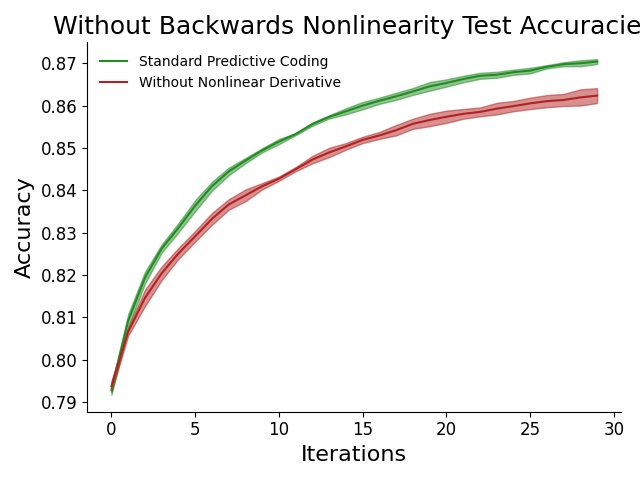 Without Backwards Nonlinearity Test Accuracie
Standard Predictive Coding
Without Nonlinear Derivative
Accuracy
0.87
0.86
0.85
0.84
0.83
0.82
0.81
0.80
0.79
0 5 10 15 20 25 30
Iterations